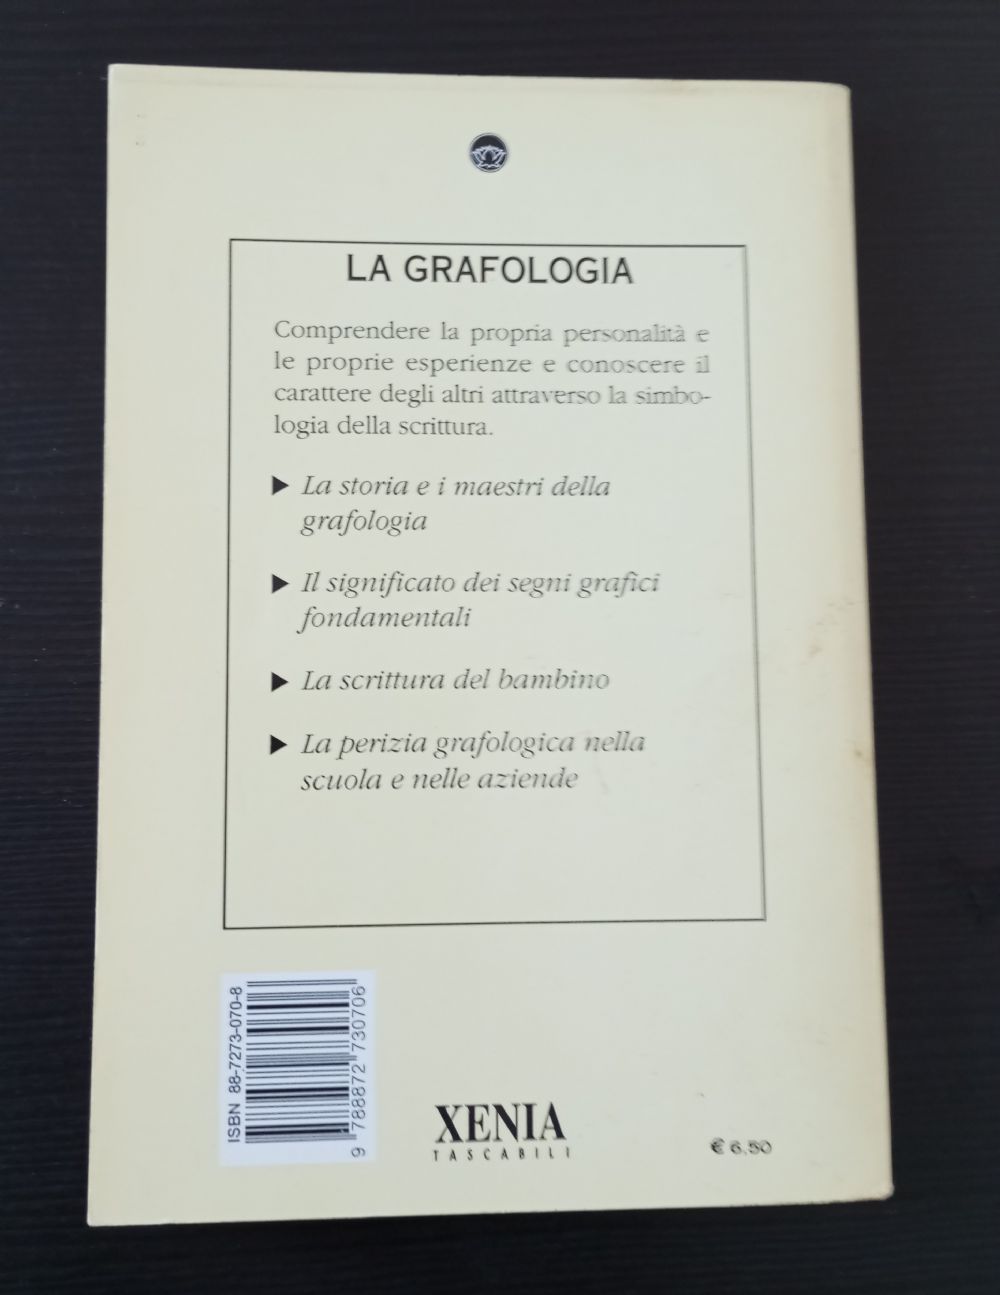 LA GRAFOLOGIA
Comprendere la propria personalità e
le proprie esperienze e conoscere il
carattere degli altri attraverso la simbo-
logia della scrittura.
▶ La storia e i maestri della
grafologia
▶ Il significato dei segni grafici
fondamentali
▶ La scrittura del bambino
▶ La perizia grafologica nella
scuola e nelle aziende
ISBN 88-7273-070-8
9 788872 730706
XENIA
TASCABILI
€ 6,50